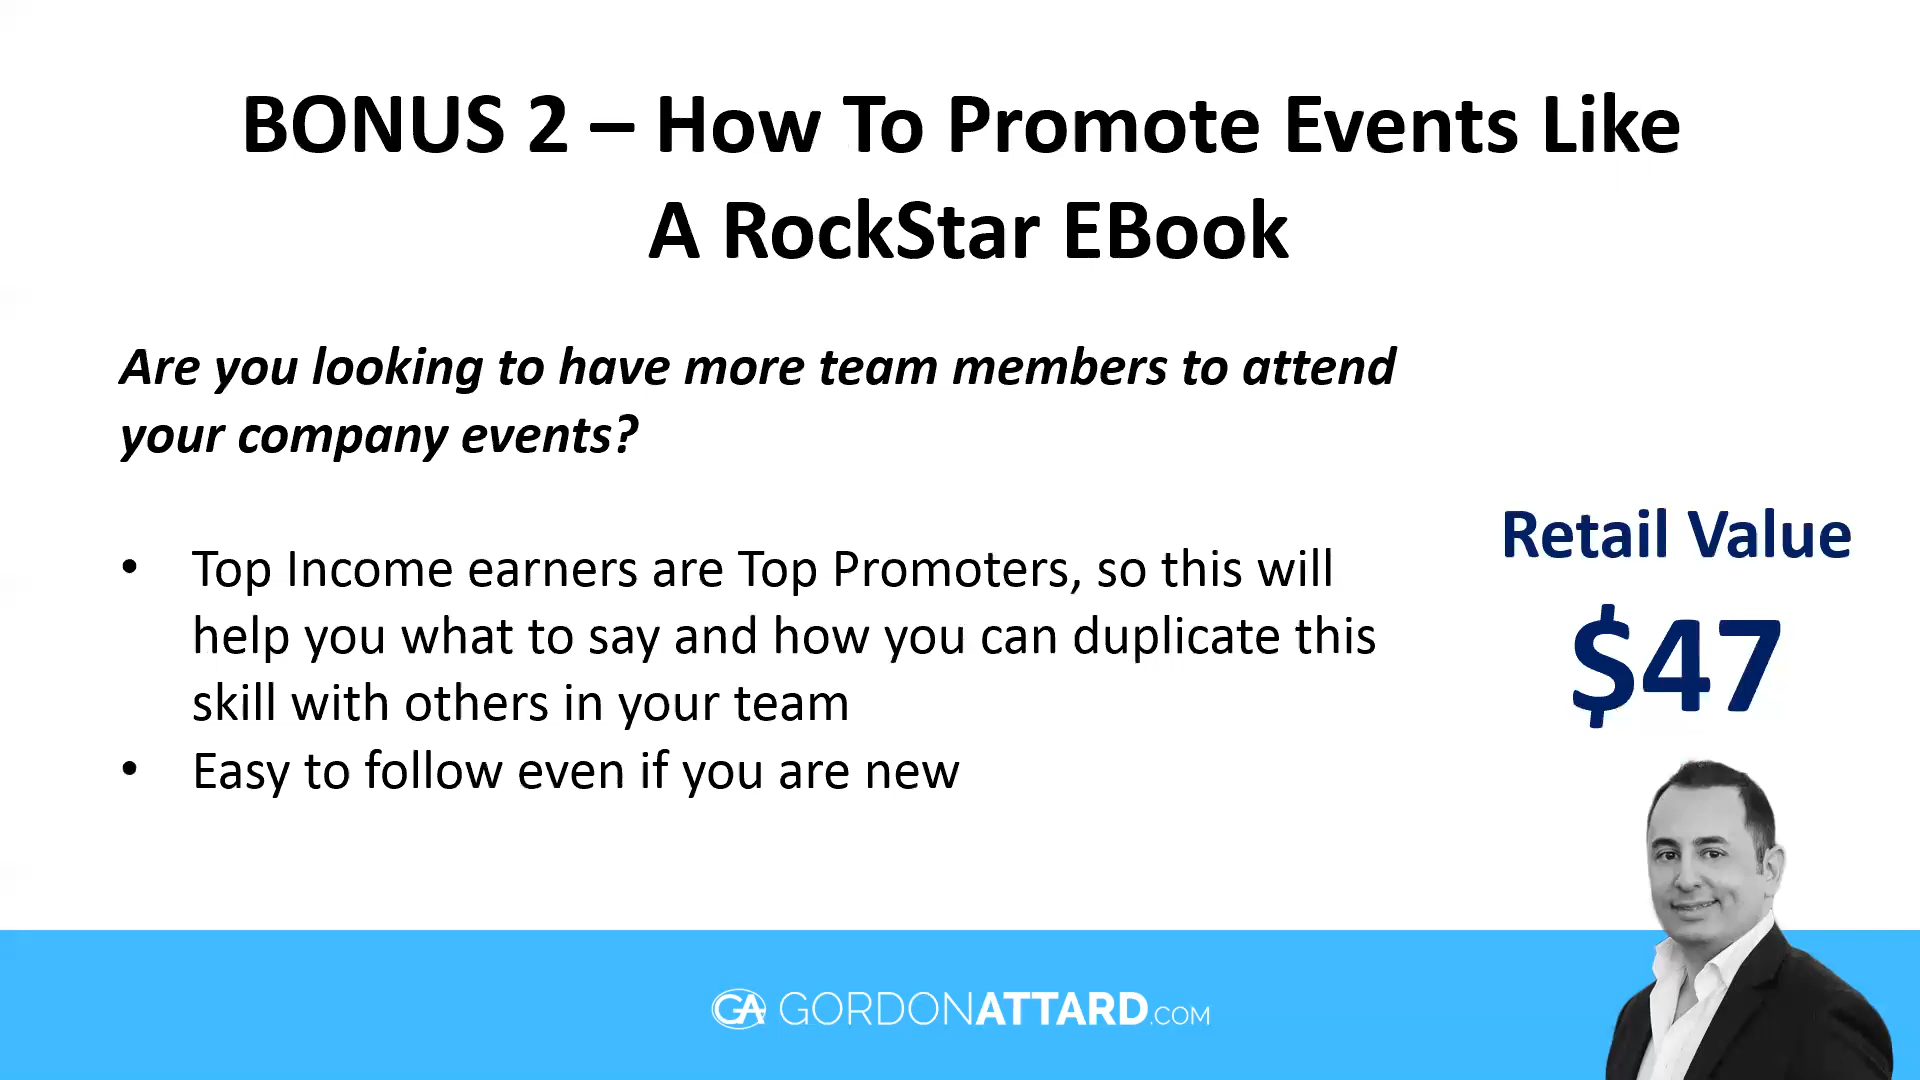 BONUS 2 – How To Promote Events Like
A RockStar EBook
Are you looking to have more team members to attend
your company events?
• Top Income earners are Top Promoters, so this will
help you what to say and how you can duplicate this
skill with others in your team
• Easy to follow even if you are new
Retail Value
$47
GA GORDONATTARD.COM